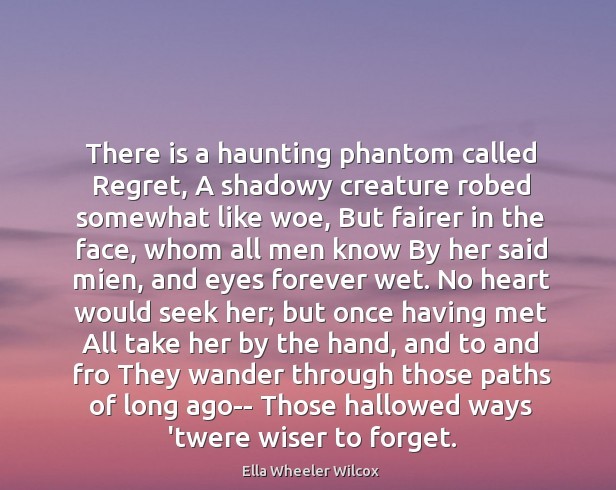 There is a haunting phantom called
Regret, A shadowy creature robed
somewhat like woe, But fairer in the
face, whom all men know By her said
mien, and eyes forever wet. No heart
would seek her; but once having met
All take her by the hand, and to and
fro They wander through those paths
of long ago-- Those hallowed ways
'twere wiser to forget.
Ella Wheeler Wilcox